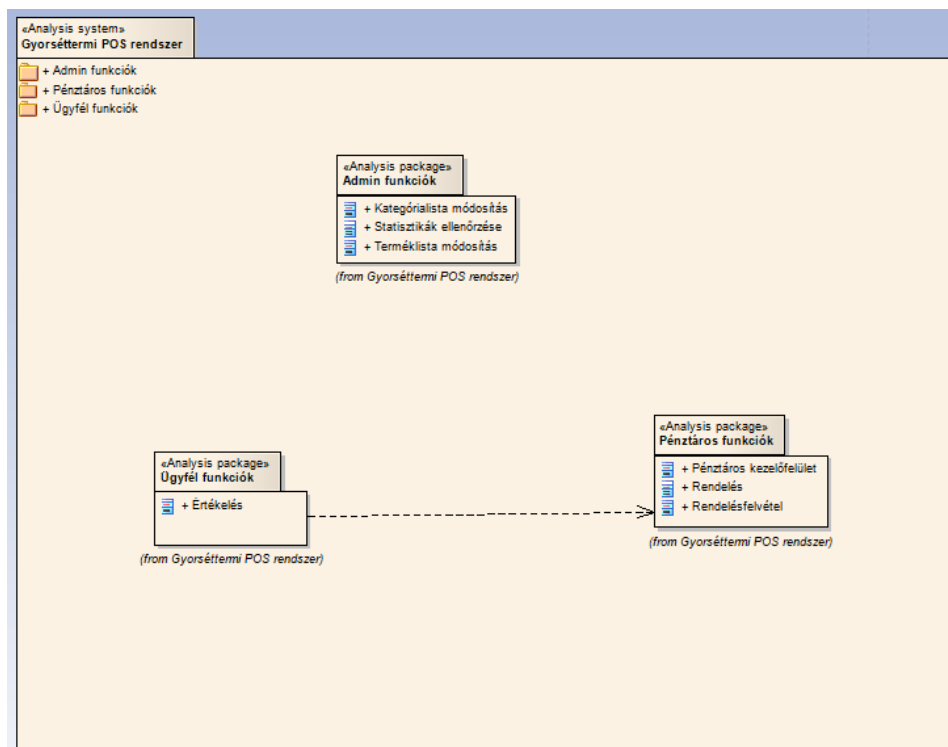 «Analysis system»
Gyorséttermi POS rendszer
+ Admin funkciók
+ Pénztáros funkciók
+ Ügyfél funkciók
«Analysis package»
Admin funkciók
+ Kategórialista módosítás
+ Statisztikák ellenőrzése
+ Terméklista módosítás
(from Gyorséttermi POS rendszer)
«Analysis package»
Pénztáros funkciók
+ Pénztáros kezelőfelület
+ Rendelés
+ Rendelésfelvétel
(from Gyorséttermi POS rendszer)
«Analysis package»
Ügyfél funkciók
+ Értékelés
(from Gyorséttermi POS rendszer)